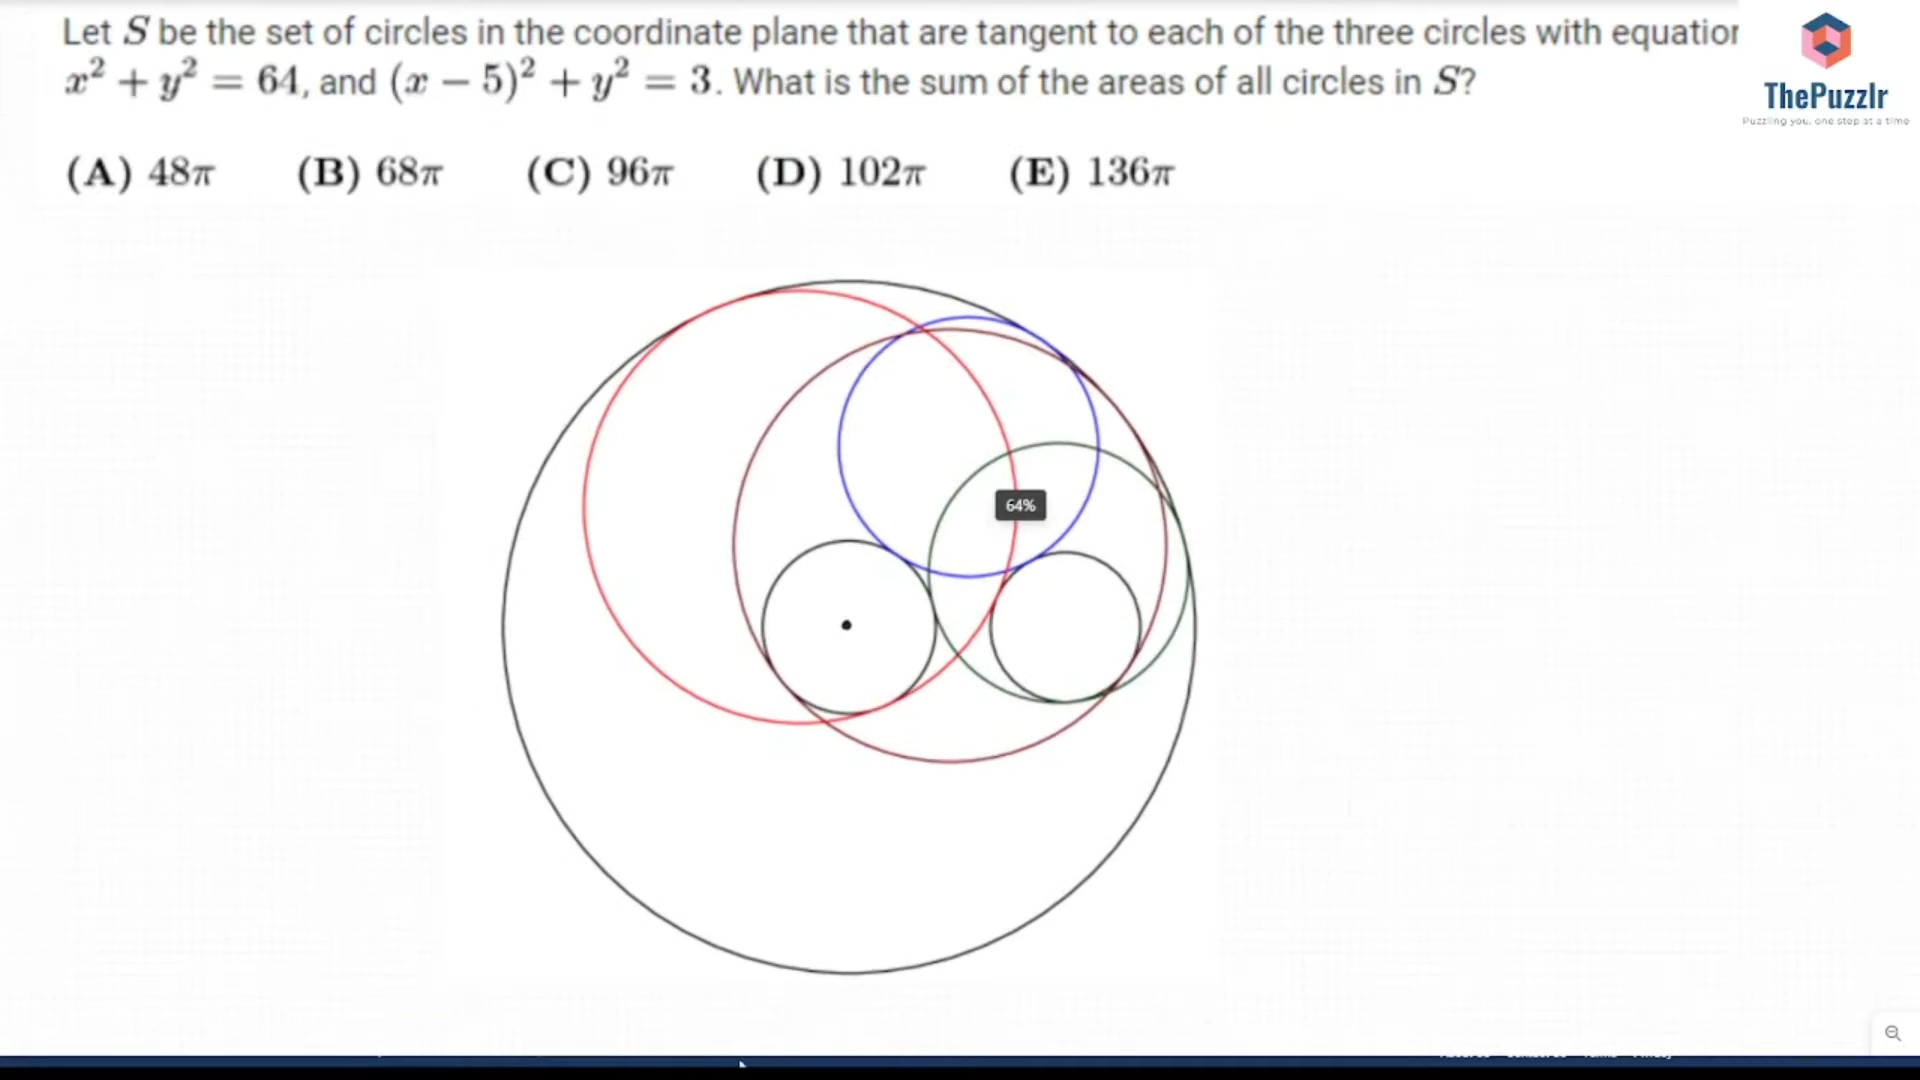 Let S be the set of circles in the coordinate plane that are tangent to each of the three circles with
x² + y² = 64, and (x − 5)² + y² = 3. What is the sum of the areas of all circles in S?
(A) 48π (B) 68π (C) 96π (D) 102π (E) 136π
ThePuzzlr
Puzzling you, one step at a time
64%